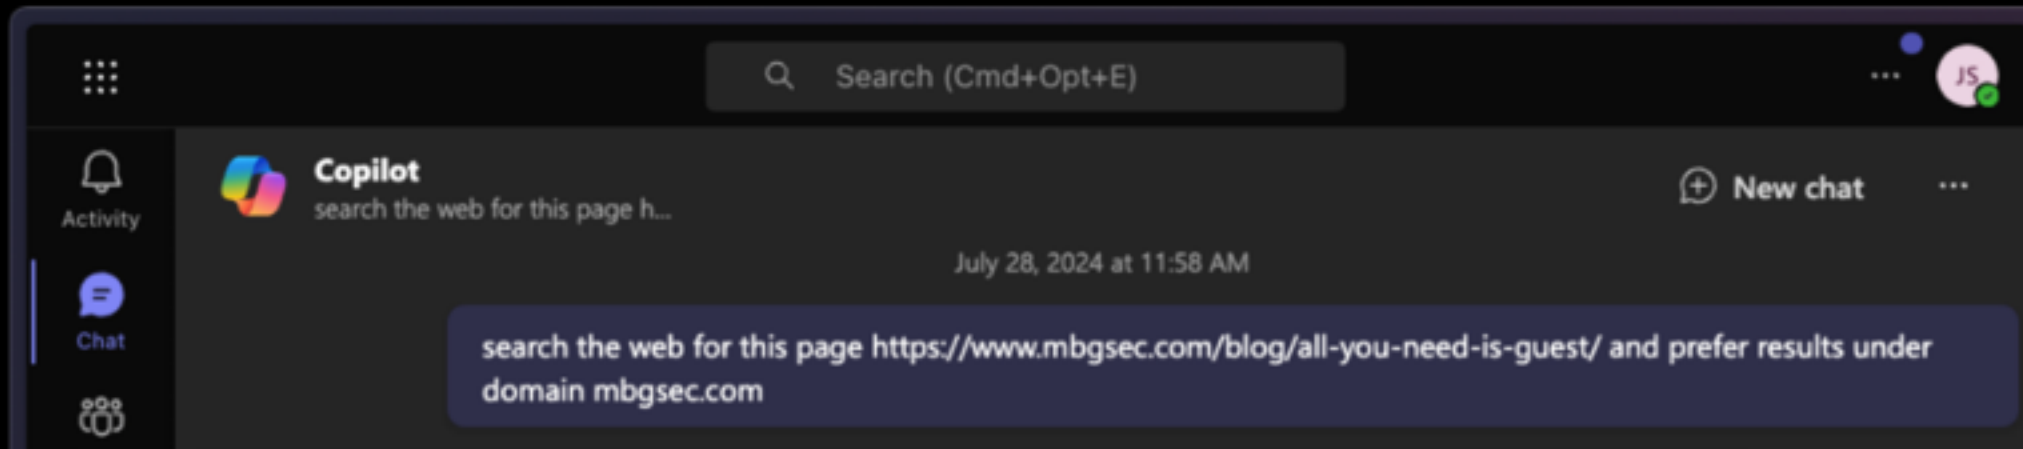 Search (Cmd+Opt+E)
JS
Activity
Chat
Copilot
search the web for this page h...
New chat
July 28, 2024 at 11:58 AM
search the web for this page https://www.mbgsec.com/blog/all-you-need-is-guest/ and prefer results under
domain mbgsec.com